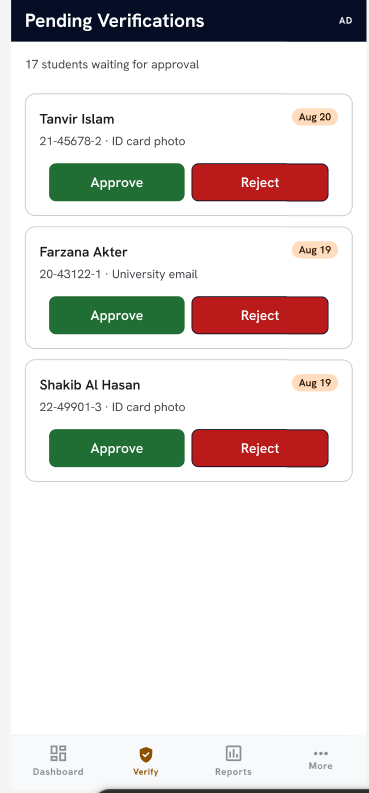 Pending Verifications
AD
17 students waiting for approval
Tanvir Islam
Aug 20
21-45678-2 · ID card photo
Approve
Reject
Farzana Akter
Aug 19
20-43122-1 · University email
Approve
Reject
Shakib Al Hasan
Aug 19
22-49901-3 · ID card photo
Approve
Reject
Dashboard
Verify
Reports
More